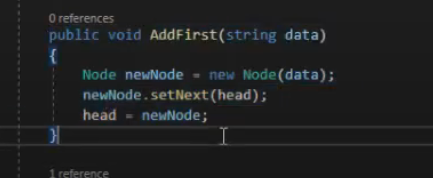 0 references
public void AddFirst(string data)
{
Node newNode = new Node(data);
newNode.setNext(head);
head = newNode;
}
1 reference